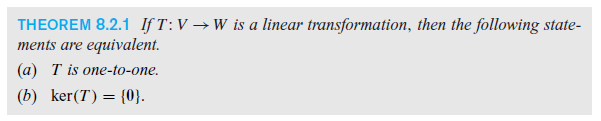 THEOREM 8.2.1 If T: V → W is a linear transformation, then the following state-
ments are equivalent.
(a) T is one-to-one.
(b) ker(T) = {0}.